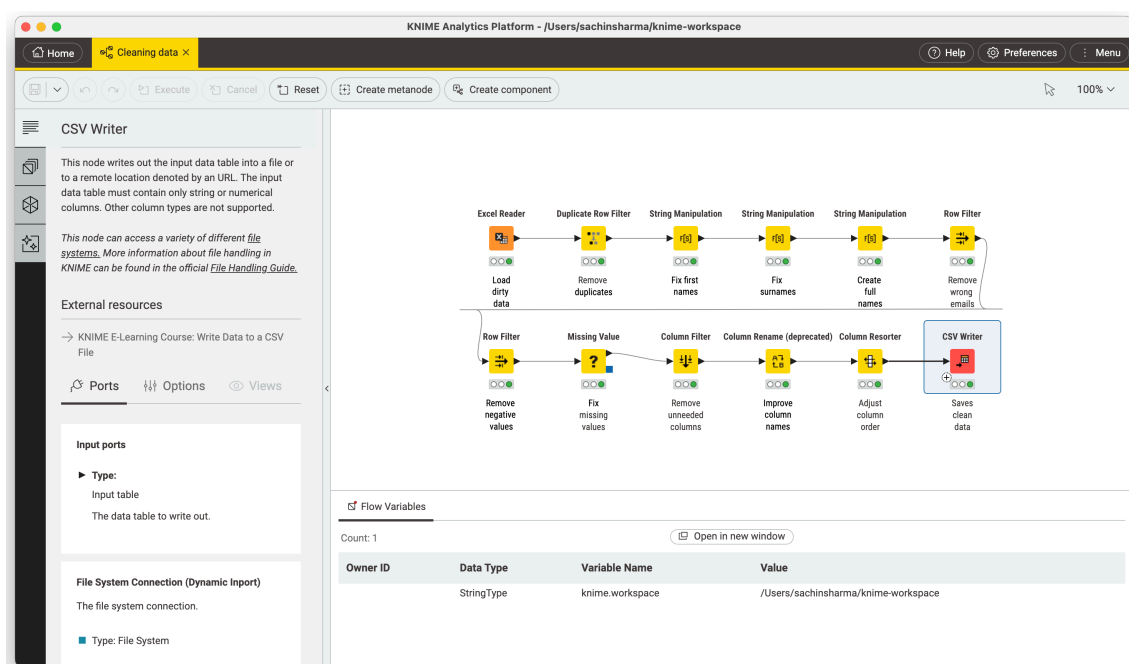 KNIME Analytics Platform - /Users/sachinsharma/knime-workspace
Home
Cleaning data ×
Help
Preferences
Menu
Execute
Cancel
Reset
Create metanode
Create component
100%
CSV Writer
This node writes out the input data table into a file or
to a remote location denoted by an URL. The input
data table must contain only string or numerical
columns. Other column types are not supported.
This node can access a variety of different file
systems. More information about file handling in
KNIME can be found in the official File Handling Guide.
External resources
KNIME E-Learning Course: Write Data to a CSV
File
Ports
Options
Views
Input ports
Type:
Input table
The data table to write out.
File System Connection (Dynamic Inport)
The file system connection.
Type: File System
Excel Reader
Duplicate Row Filter
String Manipulation
String Manipulation
String Manipulation
Row Filter
f[S]
f[S]
f[S]
Load
dirty
data
Remove
duplicates
Fix first
names
Fix
surnames
Create
full
names
Remove
wrong
emails
Row Filter
Missing Value
Column Filter
Column Rename (deprecated)
Column Resorter
CSV Writer
?
Remove
negative
values
Fix
missing
values
Remove
unneeded
columns
Improve
column
names
Adjust
column
order
Saves
clean
data
Flow Variables
Count: 1
Open in new window
Owner ID
Data Type
Variable Name
Value
StringType
knime.workspace
/Users/sachinsharma/knime-workspace